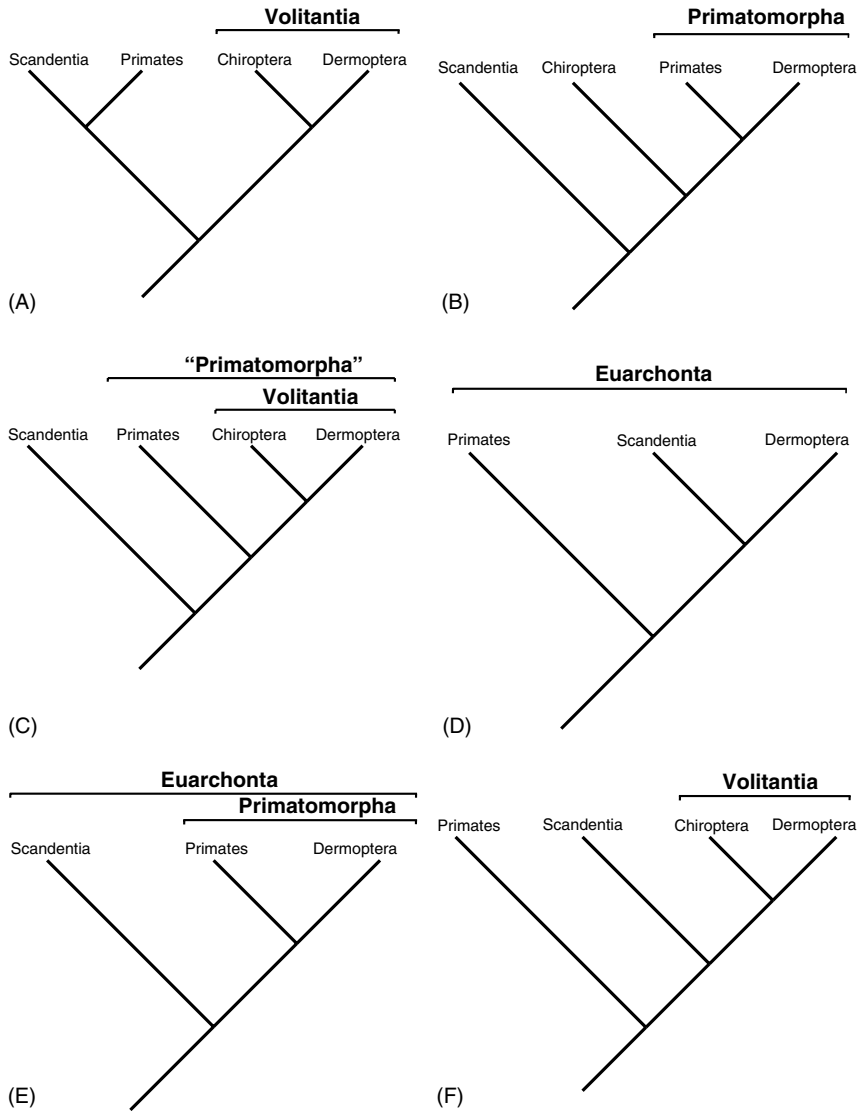 Volitantia
Scandentia Primates Chiroptera Dermoptera
(A)
Primatomorpha
Scandentia Chiroptera Primates Dermoptera
(B)
“Primatomorpha”
Volitantia
Scandentia Primates Chiroptera Dermoptera
(C)
Euarchonta
Primates Scandentia Dermoptera
(D)
Euarchonta
Primatomorpha
Scandentia Primates Dermoptera
(E)
Volitantia
Primates Scandentia Chiroptera Dermoptera
(F)